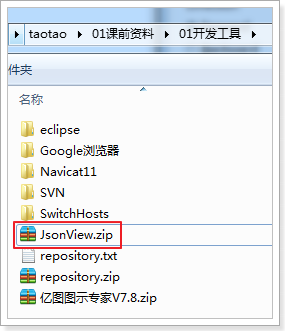 taotao 01课前资料 01开发工具
件夹
名称
eclipse
Google浏览器
Navicat11
SVN
SwitchHosts
JsonView.zip
repository.txt
repository.zip
亿图图示专家V7.8.zip